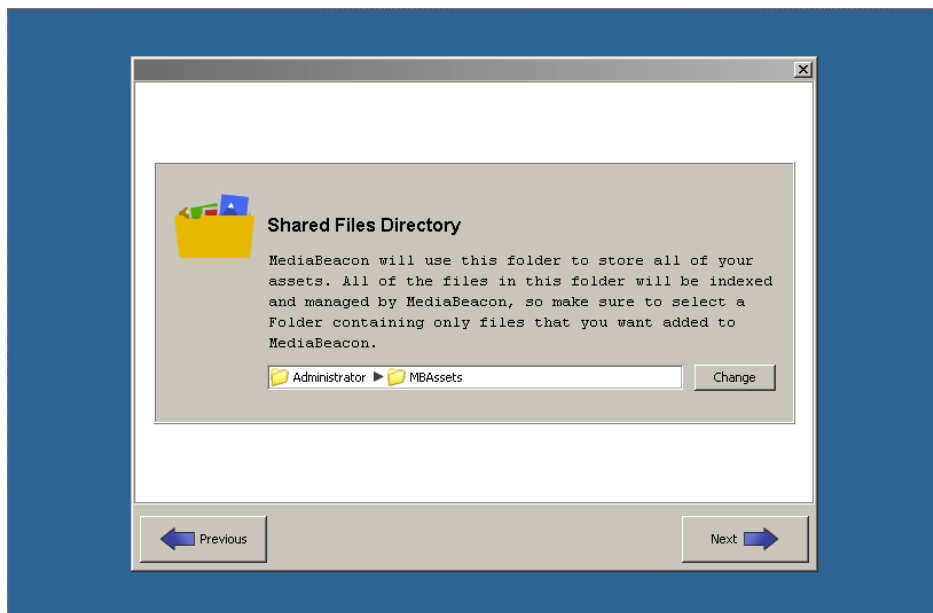 Shared Files Directory
MediaBeacon will use this folder to store all of your
assets. All of the files in this folder will be indexed
and managed by MediaBeacon, so make sure to select a
Folder containing only files that you want added to
MediaBeacon.
Administrator MBAssets Change
Previous Next